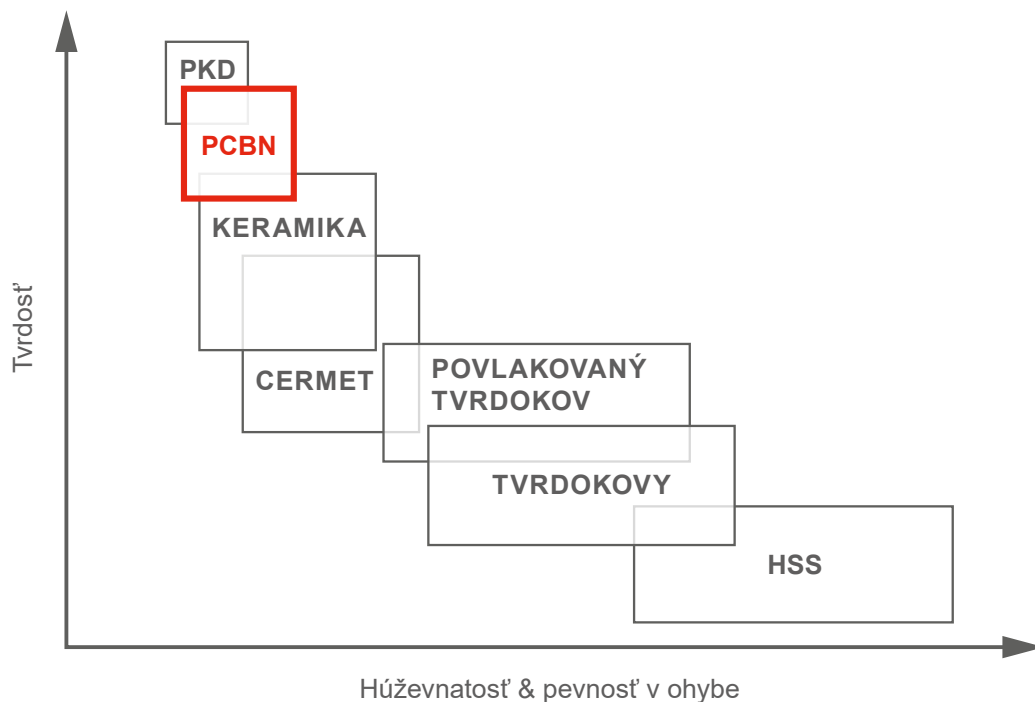 PKD
PCBN
KERAMIKA
CERMET
POVLAKOVANÝ
TVRDOKOV
TVRDOKOVY
HSS
Tvrdosť
Húževnatosť & pevnosť v ohybe